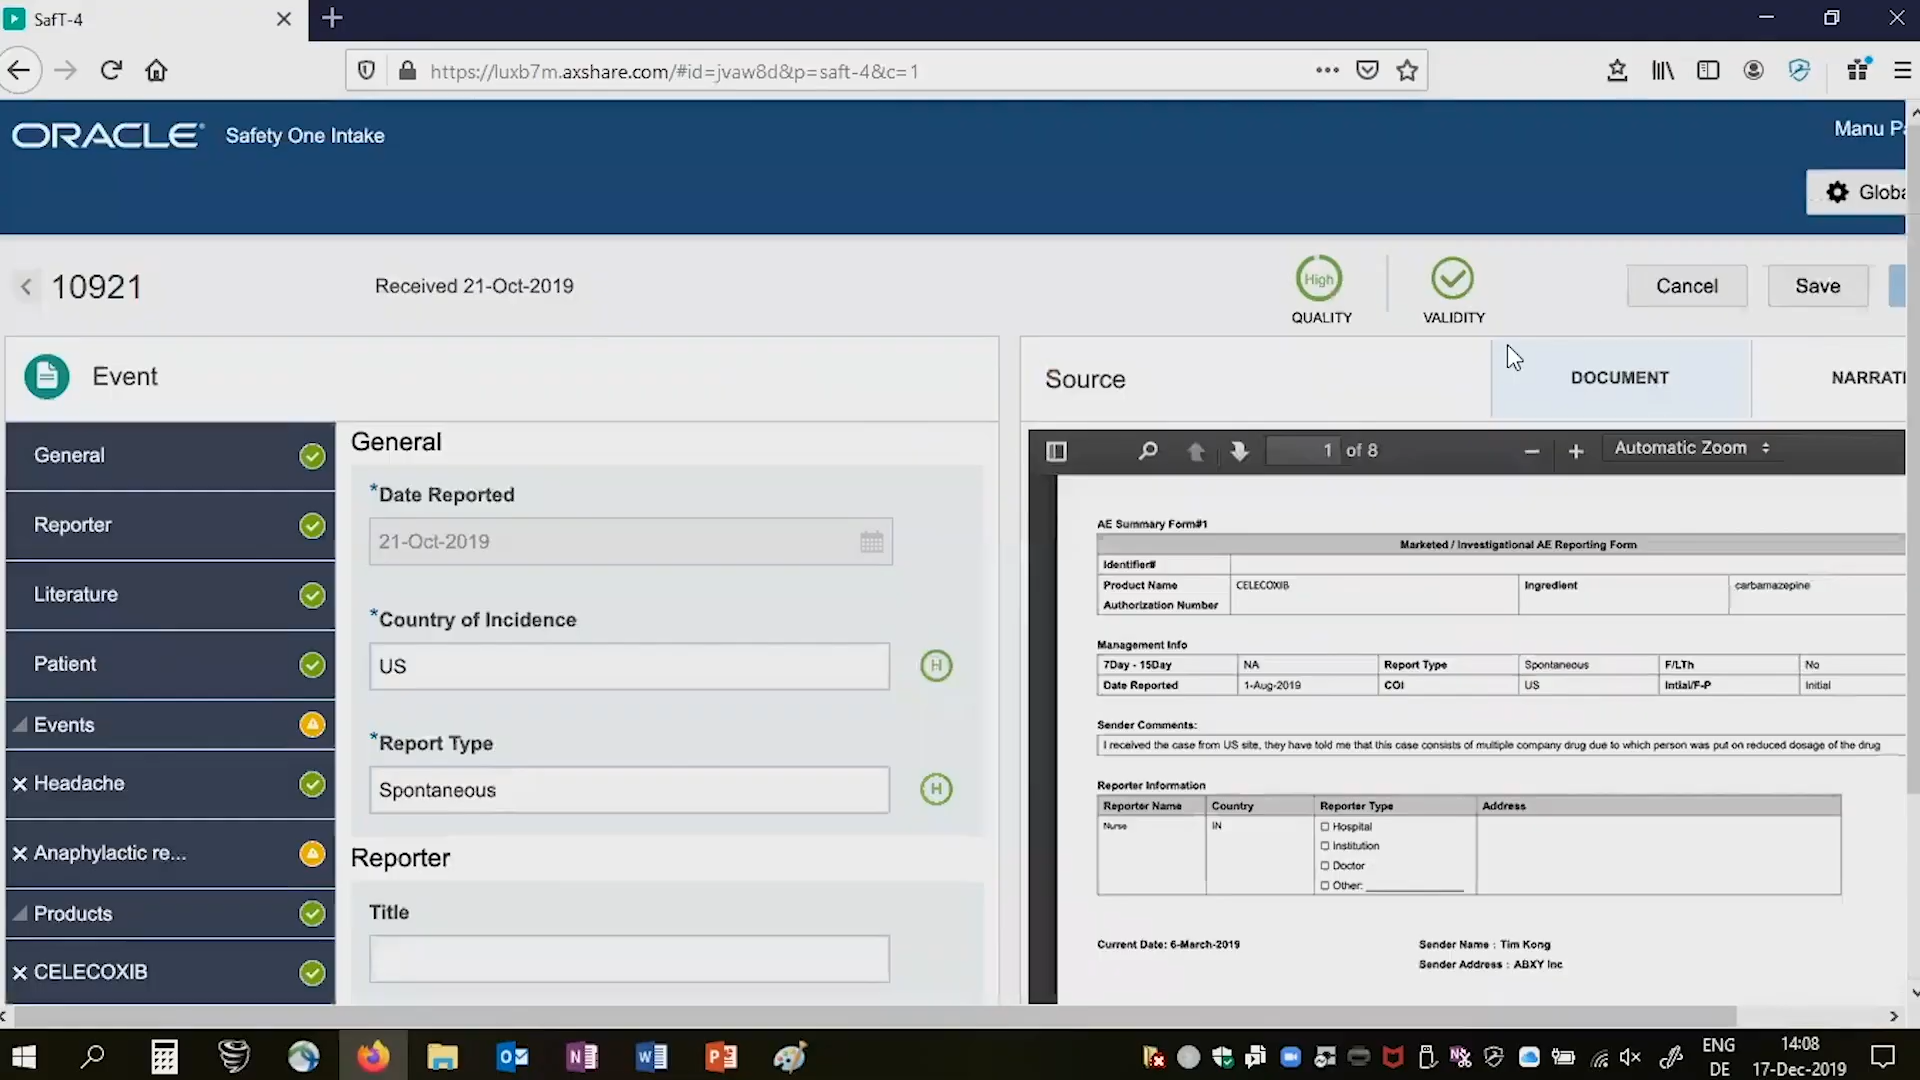 SafT-4
https://luxb7m.axshare.com/#id=jvaw8d&p=saft-4&c=1
ORACLE Safety One Intake
Manu Pa
Globa
10921
Received 21-Oct-2019
High
QUALITY
VALIDITY
Cancel
Save
Event
General
Reporter
Literature
Patient
Events
Headache
Anaphylactic re...
Products
CELECOXIB
General
*Date Reported
21-Oct-2019
*Country of Incidence
US
H
*Report Type
Spontaneous
H
Reporter
Title
Source
DOCUMENT
NARRATI
1 of 8
Automatic Zoom
AE Summary Form#1
Marketed / Investigational AE Reporting Form
Identifier#
Product Name CELECOXIB Ingredient carbamazepine
Authorization Number
Management Info
7Day - 15Day NA Report Type Spontaneous F/LTh No
Date Reported 1-Aug-2019 COI US Intial/F-P Initial
Sender Comments:
I received the case from US site, they have told me that this case consists of multiple company drug due to which person was put on reduced dosage of the drug
Reporter Information
Reporter Name Country Reporter Type Address
Nurse IN Hospital
Institution
Doctor
Other:
Current Date: 6-March-2019 Sender Name : Tim Kong
Sender Address : ABXY Inc
ENG
DE
14:08
17-Dec-2019